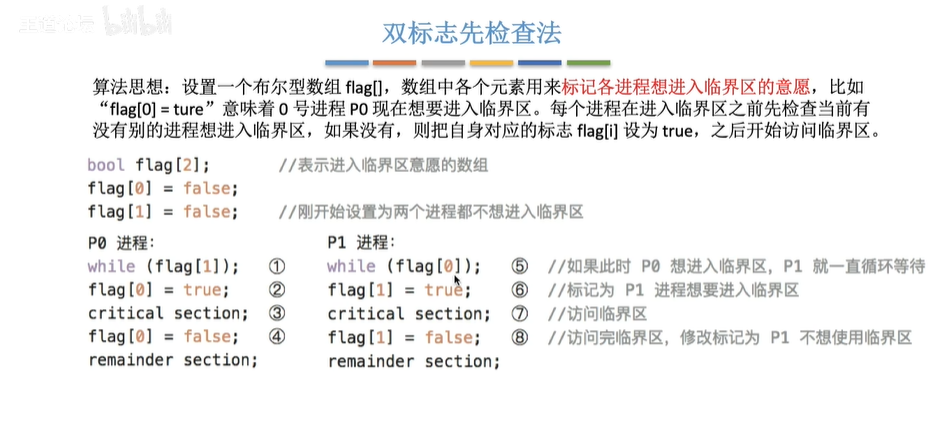 双标志先检查法
算法思想：设置一个布尔型数组 flag[]，数组中各个元素用来标记各进程想进入临界区的意愿，比如
“flag[0] = ture”意味着 0 号进程 P0 现在想要进入临界区。每个进程在进入临界区之前先检查当前有
没有别的进程想进入临界区，如果没有，则把自身对应的标志 flag[i] 设为 true，之后开始访问临界区。
bool flag[2]; //表示进入临界区意愿的数组
flag[0] = false;
flag[1] = false; //刚开始设置为两个进程都不想进入临界区
P0 进程： P1 进程：
while (flag[1]); ① while (flag[0]); ⑤ //如果此时 P0 想进入临界区，P1 就一直循环等待
flag[0] = true; ② flag[1] = true; ⑥ //标记为 P1 进程想要进入临界区
critical section; ③ critical section; ⑦ //访问临界区
flag[0] = false; ④ flag[1] = false; ⑧ //访问完临界区，修改标记为 P1 不想使用临界区
remainder section; remainder section;